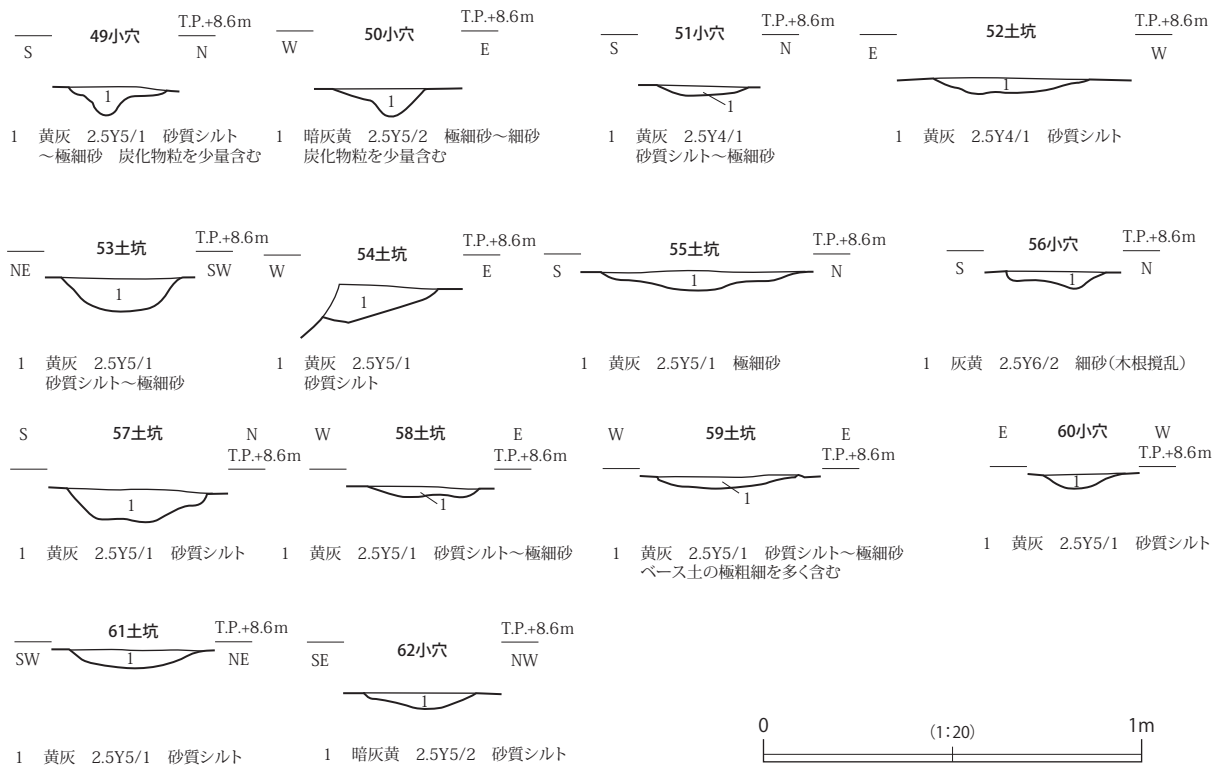 49小穴
T.P.+8.6m
S
N
1
1 黄灰 2.5Y5/1 砂質シルト
～極細砂 炭化物粒を少量含む
50小穴
T.P.+8.6m
W
E
1
1 暗灰黄 2.5Y5/2 極細砂～細砂
炭化物粒を少量含む
51小穴
T.P.+8.6m
S
N
1
1 黄灰 2.5Y4/1
砂質シルト～極細砂
52土坑
T.P.+8.6m
E
W
1
1 黄灰 2.5Y4/1 砂質シルト
53土坑
T.P.+8.6m
NE
SW
1
1 黄灰 2.5Y5/1
砂質シルト～極細砂
54土坑
T.P.+8.6m
W
E
1
1 黄灰 2.5Y5/1
砂質シルト
55土坑
T.P.+8.6m
S
N
1
1 黄灰 2.5Y5/1 極細砂
56小穴
T.P.+8.6m
S
N
1
1 灰黄 2.5Y6/2 細砂(木根撹乱)
S
57土坑
N
T.P.+8.6m
1
1 黄灰 2.5Y5/1 砂質シルト
W
58土坑
E
T.P.+8.6m
1
1 黄灰 2.5Y5/1 砂質シルト～極細砂
W
59土坑
E
T.P.+8.6m
1
1 黄灰 2.5Y5/1 砂質シルト～極細砂
ベース土の極粗細を多く含む
E
60小穴
W
T.P.+8.6m
1
1 黄灰 2.5Y5/1 砂質シルト
61土坑
T.P.+8.6m
SW
NE
1
1 黄灰 2.5Y5/1 砂質シルト
62小穴
T.P.+8.6m
SE
NW
1
1 暗灰黄 2.5Y5/2 砂質シルト
0
(1:20)
1m